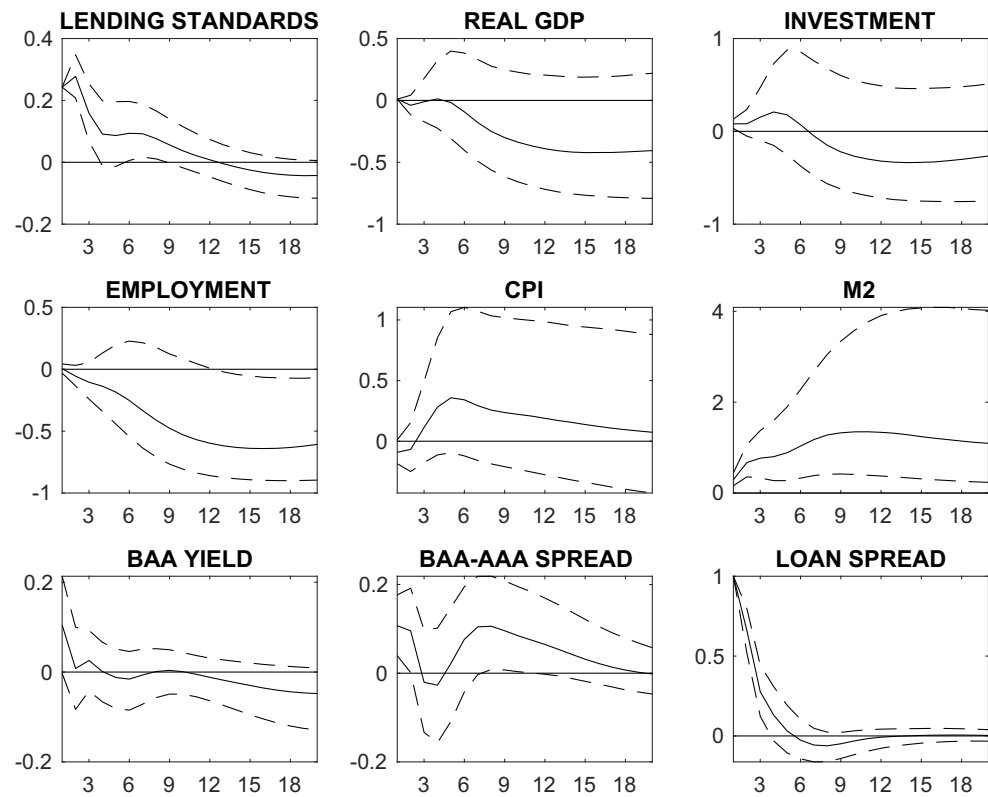 LENDING STANDARDS REAL GDP INVESTMENT
0.4 0.5 1
0.2
0 0 0
-0.5
-0.2 -1 -1
3 6 9 12 15 18 3 6 9 12 15 18 3 6 9 12 15 18
EMPLOYMENT CPI M2
0.5 1 4
0 0.5 2
-0.5 0
-1 0
3 6 9 12 15 18 3 6 9 12 15 18 3 6 9 12 15 18
BAA YIELD BAA-AAA SPREAD LOAN SPREAD
0.2 0.2 1
0.5
0 0 0
-0.2 -0.2
3 6 9 12 15 18 3 6 9 12 15 18 3 6 9 12 15 18